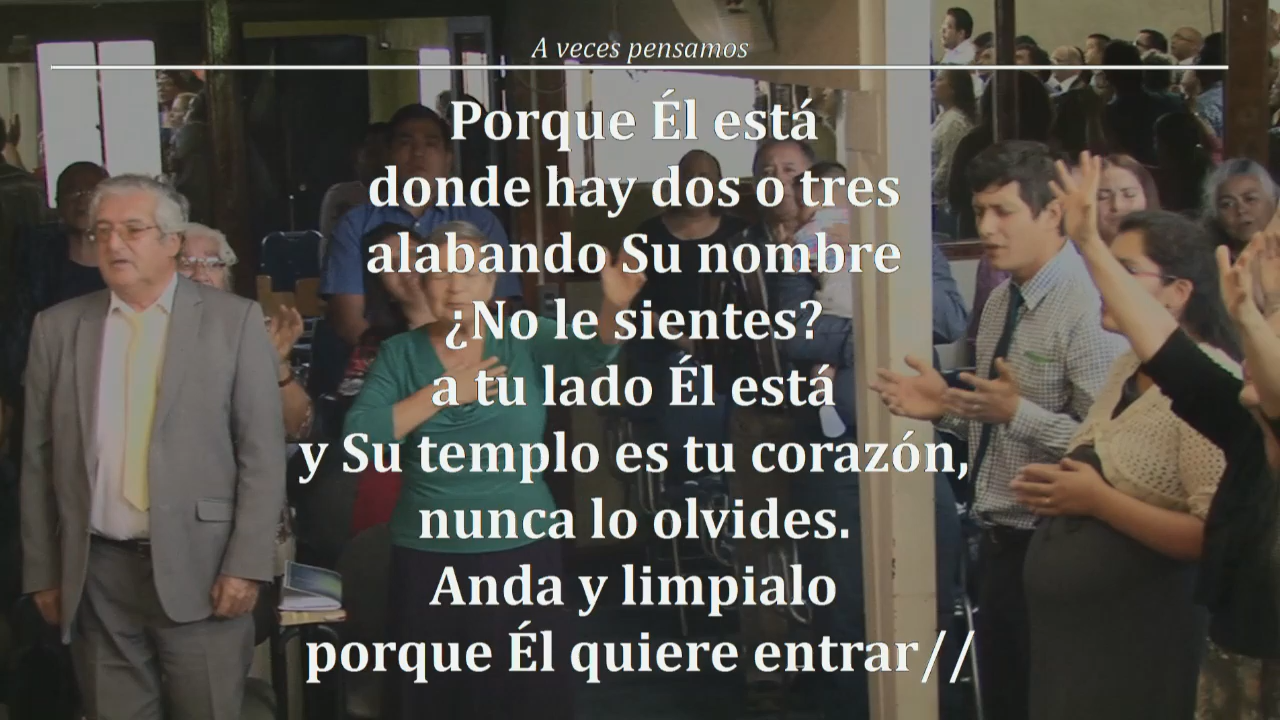 A veces pensamos
Porque Él está
donde hay dos o tres
alabando Su nombre
¿No le sientes?
a tu lado Él está
y Su templo es tu corazón,
nunca lo olvides.
Anda y limpialo
porque Él quiere entrar//